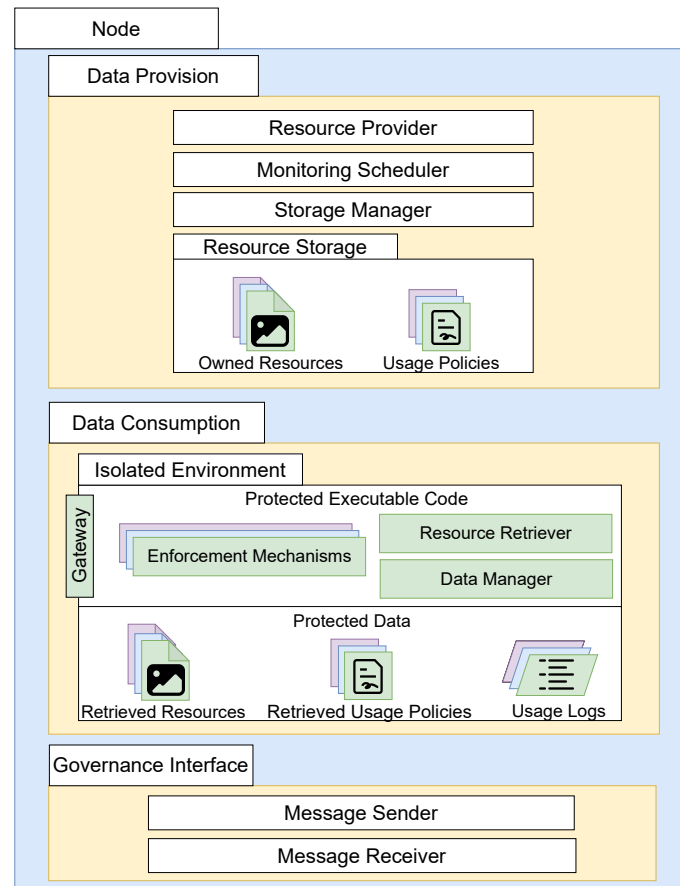 Node
Data Provision
Resource Provider
Monitoring Scheduler
Storage Manager
Resource Storage
Owned Resources
Usage Policies
Data Consumption
Isolated Environment
Protected Executable Code
Gateway
Enforcement Mechanisms
Resource Retriever
Data Manager
Protected Data
Retrieved Resources
Retrieved Usage Policies
Usage Logs
Governance Interface
Message Sender
Message Receiver